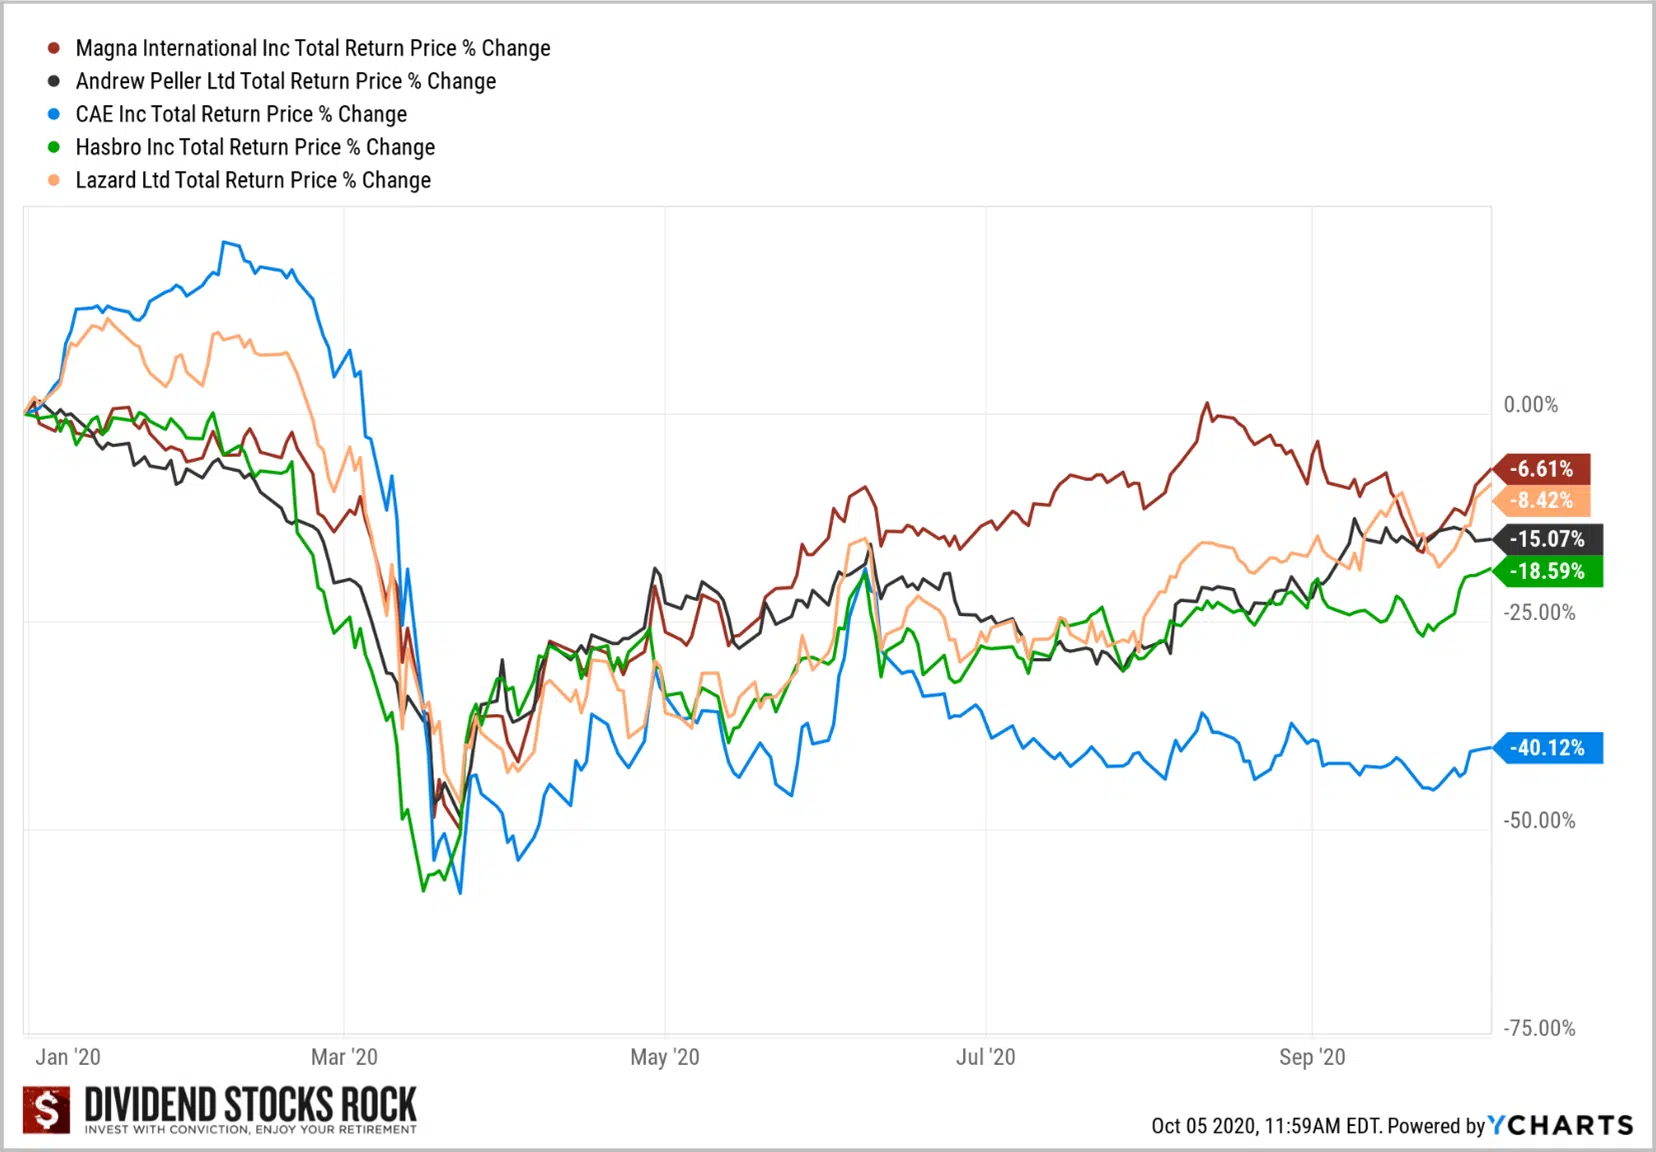 Magna International Inc Total Return Price % Change
Andrew Peller Ltd Total Return Price % Change
CAE Inc Total Return Price % Change
Hasbro Inc Total Return Price % Change
Lazard Ltd Total Return Price % Change
0.00%
-6.61%
-8.42%
-15.07%
-18.59%
-25.00%
-40.12%
-50.00%
-75.00%
Jan '20 Mar '20 May '20 Jul '20 Sep '20
$ DIVIDEND STOCKS ROCK
INVEST WITH CONVICTION, ENJOY YOUR RETIREMENT
Oct 05 2020, 11:59AM EDT. Powered by YCHARTS